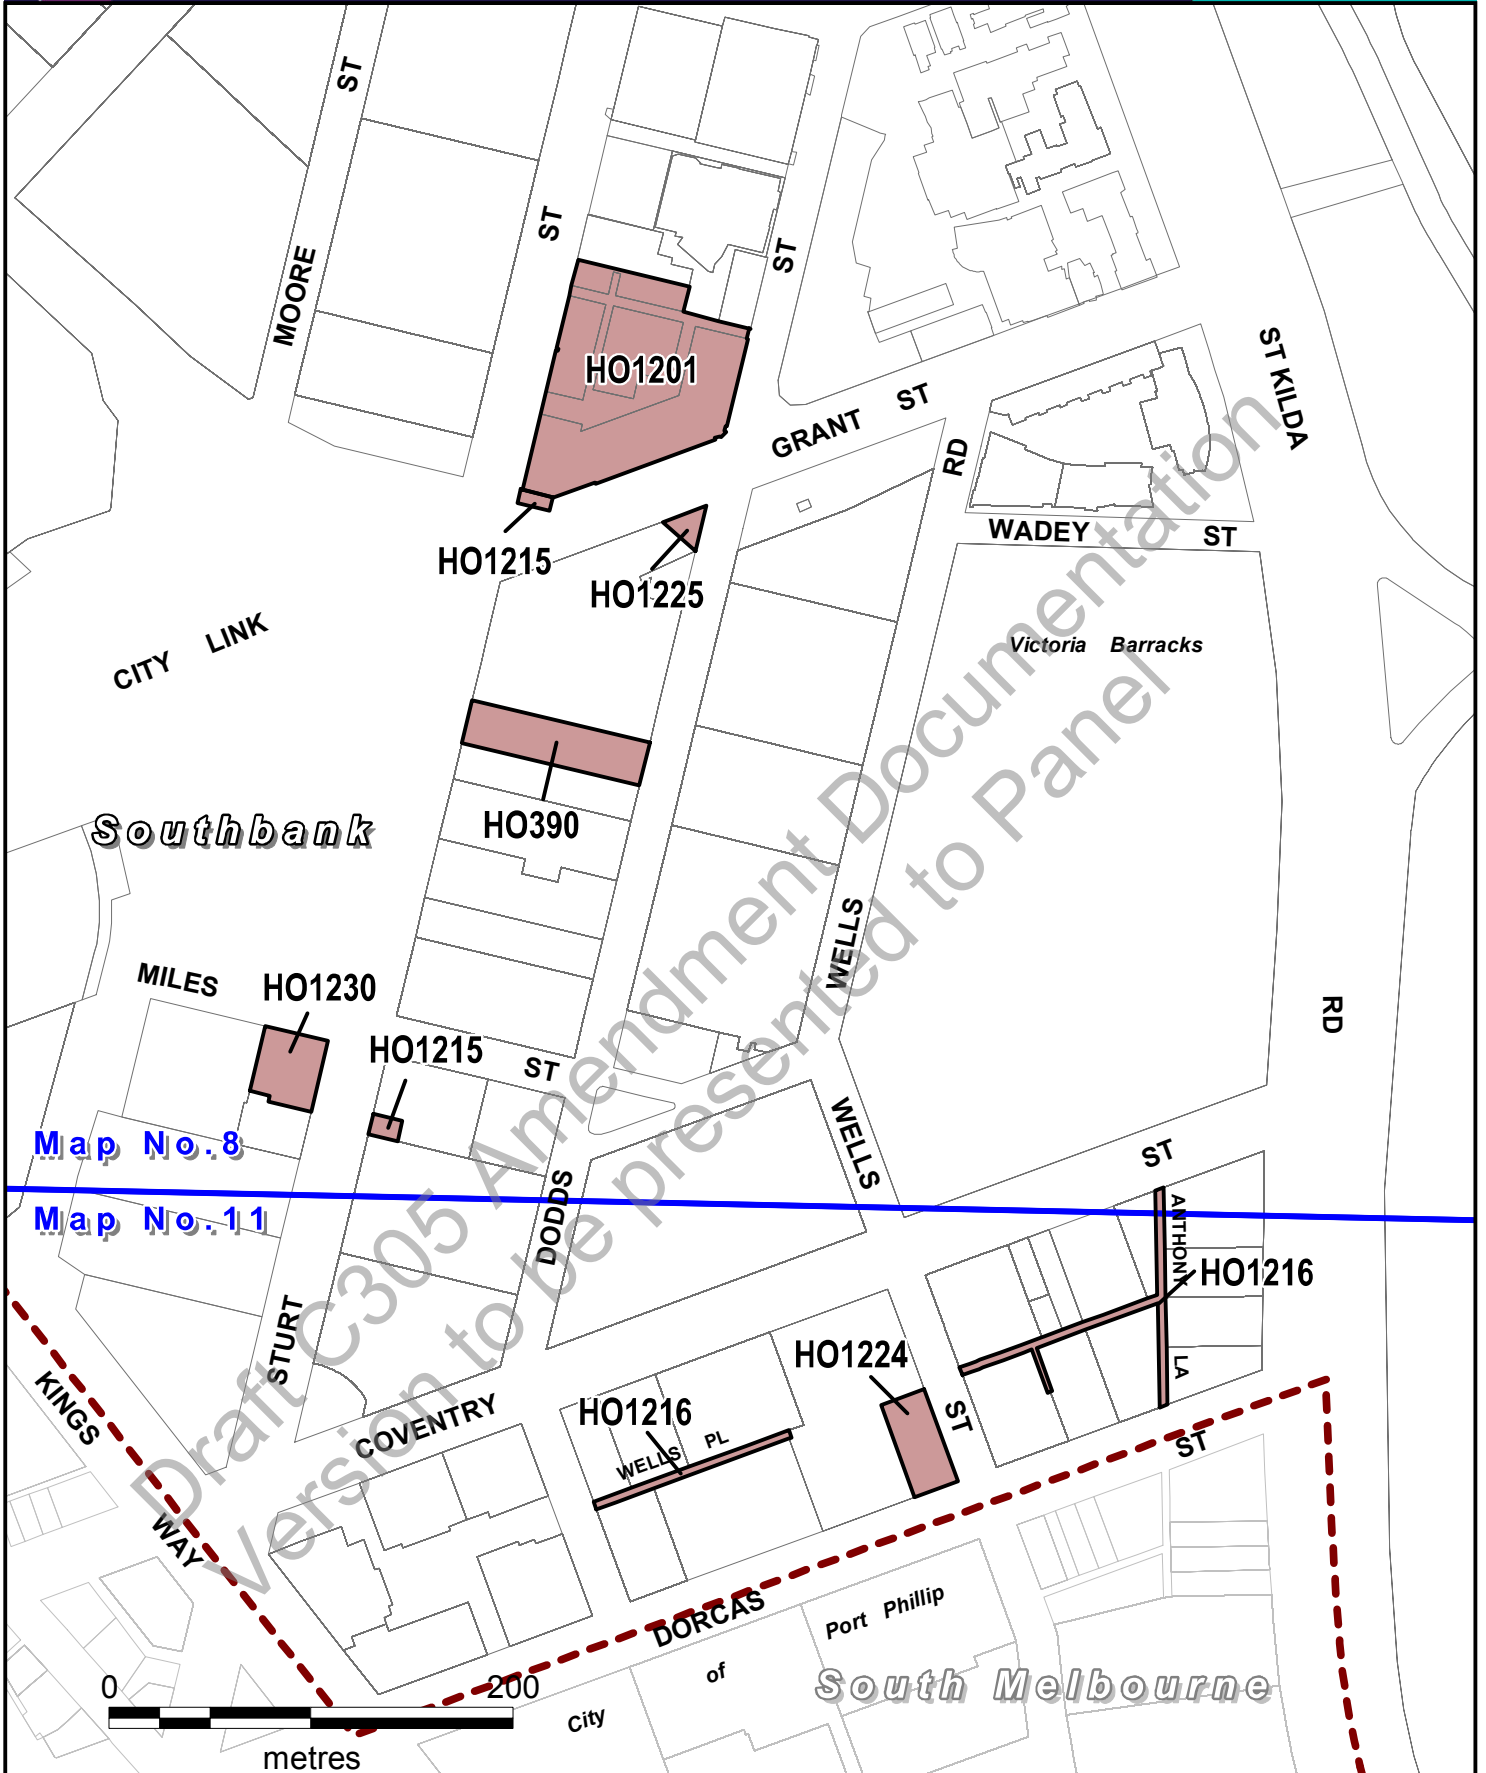 ST
MOORE
ST
ST
HO1201
GRANT ST
ST KILDA
RD
WADEY ST
HO1215
HO1225
CITY LINK
Victoria Barracks
HO390
Southbank
WELLS
MILES
HO1230
RD
HO1215
ST
WELLS
ST
Map No.8
Map No.11
DODDS
ANTHONY
HO1216
STURT
LA
HO1224
KINGS
COVENTRY
HO1216
WELLS PL
ST
ST
WAY
DORCAS
Port Phillip
of
City
South Melbourne
0 200
metres
Draft C305 Amendment Documentation
Version to be presented to Panel